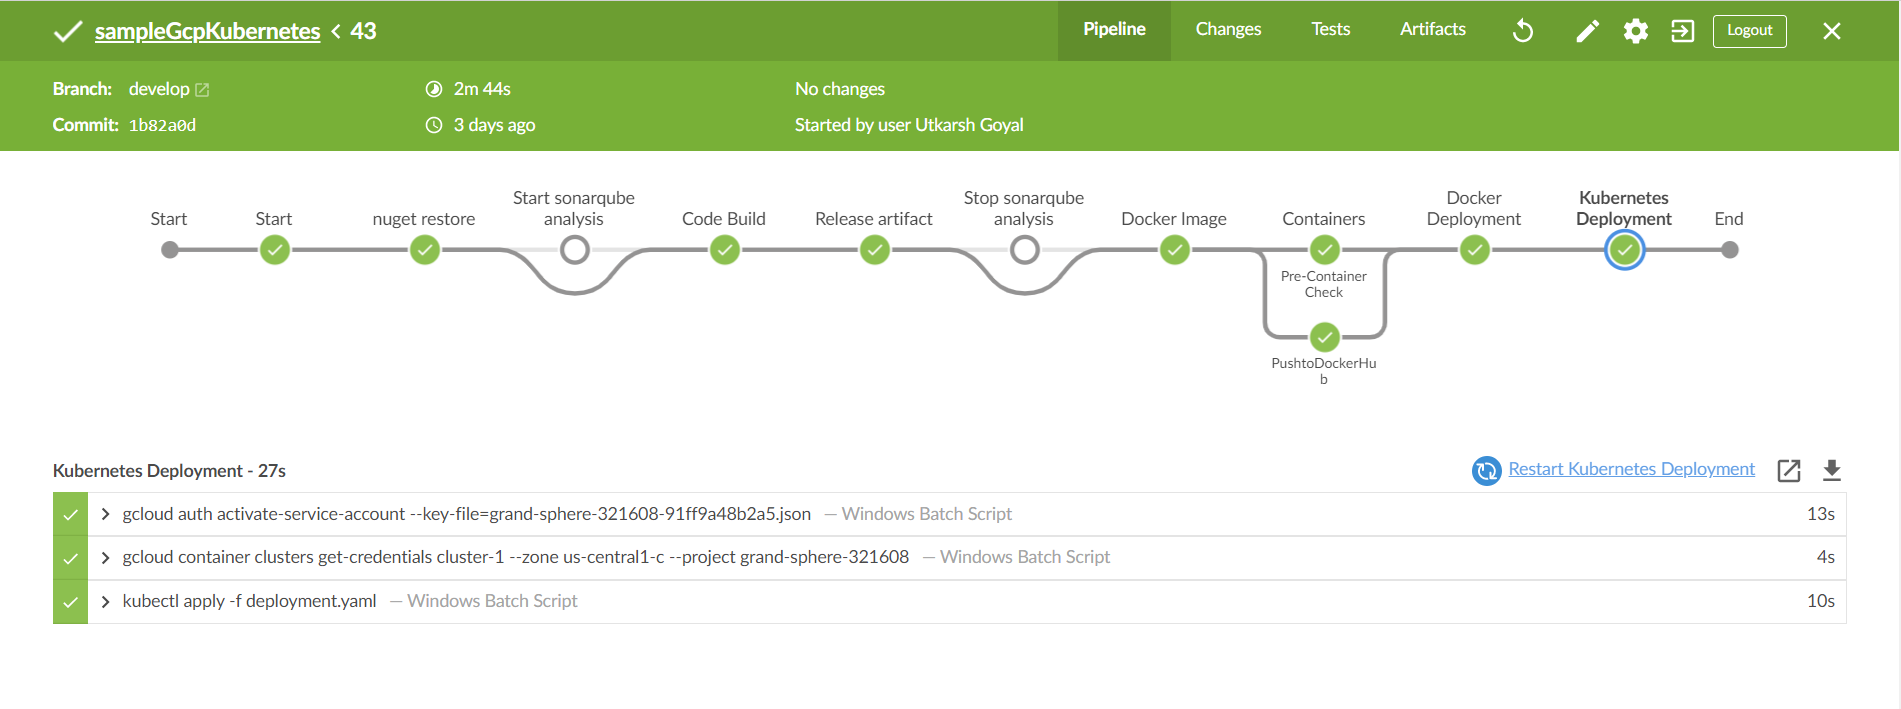 sampleGcpKubernetes < 43
Pipeline
Changes
Tests
Artifacts
Logout
Branch: develop
2m 44s
No changes
Commit: 1b82a0d
3 days ago
Started by user Utkarsh Goyal
Start
Start
nuget restore
Start sonarqube
analysis
Code Build
Release artifact
Stop sonarqube
analysis
Docker Image
Containers
Docker
Deployment
Kubernetes
Deployment
End
Pre-Container
Check
PushtoDockerHu
b
Kubernetes Deployment - 27s
Restart Kubernetes Deployment
gcloud auth activate-service-account --key-file=grand-sphere-321608-91ff9a48b2a5.json — Windows Batch Script 13s
gcloud container clusters get-credentials cluster-1 --zone us-central1-c --project grand-sphere-321608 — Windows Batch Script 4s
kubectl apply -f deployment.yaml — Windows Batch Script 10s